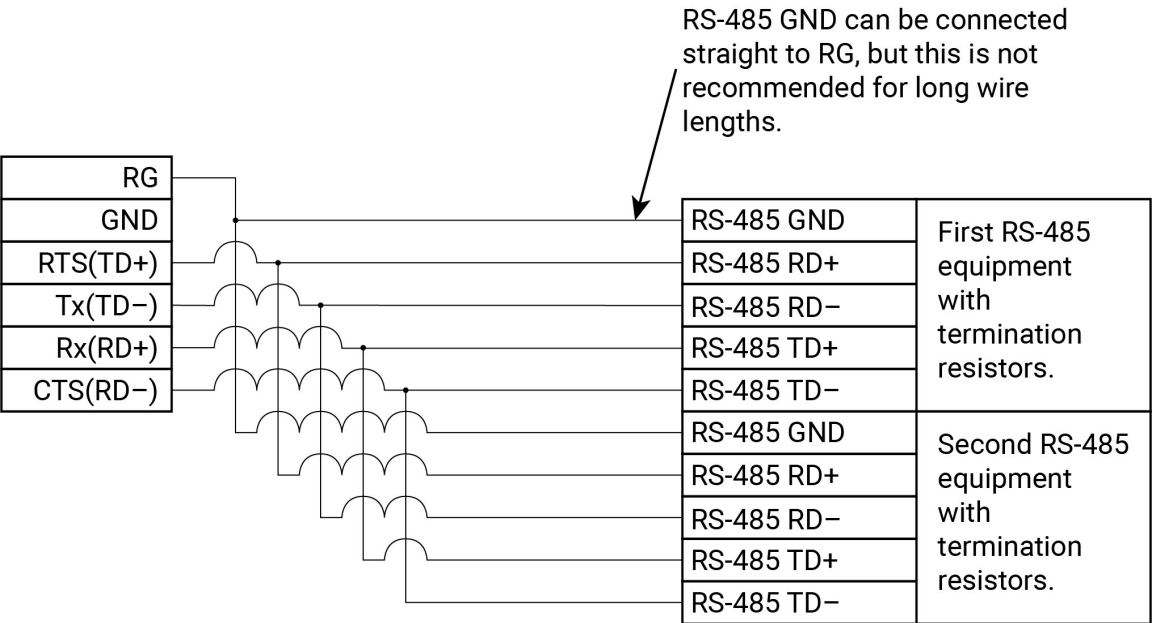 RS-485 GND can be connected
straight to RG, but this is not
recommended for long wire
lengths.
RG
GND
RTS(TD+)
Tx(TD−)
Rx(RD+)
CTS(RD−)
RS-485 GND
RS-485 RD+
RS-485 RD−
RS-485 TD+
RS-485 TD−
First RS-485
equipment
with
termination
resistors.
RS-485 GND
RS-485 RD+
RS-485 RD−
RS-485 TD+
RS-485 TD−
Second RS-485
equipment
with
termination
resistors.